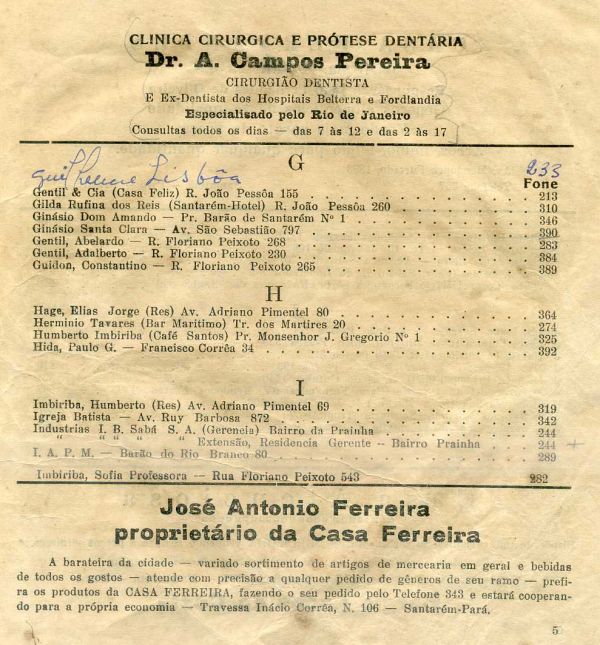 CLINICA CIRURGICA E PRÓTESE DENTÁRIA
Dr. A. Campos Pereira
CIRURGIÃO DENTISTA
E Ex-Dentista dos Hospitais Belterra e Fordlandia
Especialisado pelo Rio de Janeiro
Consultas todos os dias — das 7 às 12 e das 2 às 17
G
Guilherme Lisbôa 233
Fone
Gentil & Cia (Casa Feliz) R. João Pessôa 155 . . . 213
Gilda Rufina dos Reis (Santarém-Hotel) R. João Pessôa 260 . . . 310
Ginásio Dom Amando — Pr. Barão de Santarém Nº 1 . . . 346
Ginásio Santa Clara — Av. São Sebastião 797 . . . 390
Gentil, Abelardo — R. Floriano Peixoto 268 . . . 283
Gentil, Adalberto — R. Floriano Peixoto 230 . . . 384
Guidon, Constantino — R. Floriano Peixoto 265 . . . 389
H
Hage, Elias Jorge (Res) Av. Adriano Pimentel 80 . . . 364
Herminio Tavares (Bar Maritimo) Tr. dos Martires 20 . . . 274
Humberto Imbiriba (Café Santos) Pr. Monsenhor J. Gregorio Nº 1 . . . 325
Hida, Paulo G. — Francisco Corrêa 34 . . . 392
I
Imbiriba, Humberto (Res) Av. Adriano Pimentel 69 . . . 319
Igreja Batista — Av. Ruy Barbosa 872 . . . 342
Industrias I. B. Sabá S. A. (Gerencia) Bairro da Prainha . . . 244
" " " " " Extensão, Residencia Gerente — Bairro Prainha . . . 244 +
I. A. P. M. — Barão do Rio Branco 80 . . . 289
Imbiriba, Sofia Professora — Rua Floriano Peixoto 543 282
José Antonio Ferreira
proprietário da Casa Ferreira
A barateira da cidade — variado sortimento de artigos de mercearia em geral e bebidas
de todos os gostos — atende com precisão a qualquer pedido de gêneros de seu ramo — prefi-
ra os produtos da CASA FERREIRA, fazendo o seu pedido pelo Telefone 343 e estará cooperan-
do para a própria economia — Travessa Inácio Corrêa, N. 106 — Santarém-Pará.
5